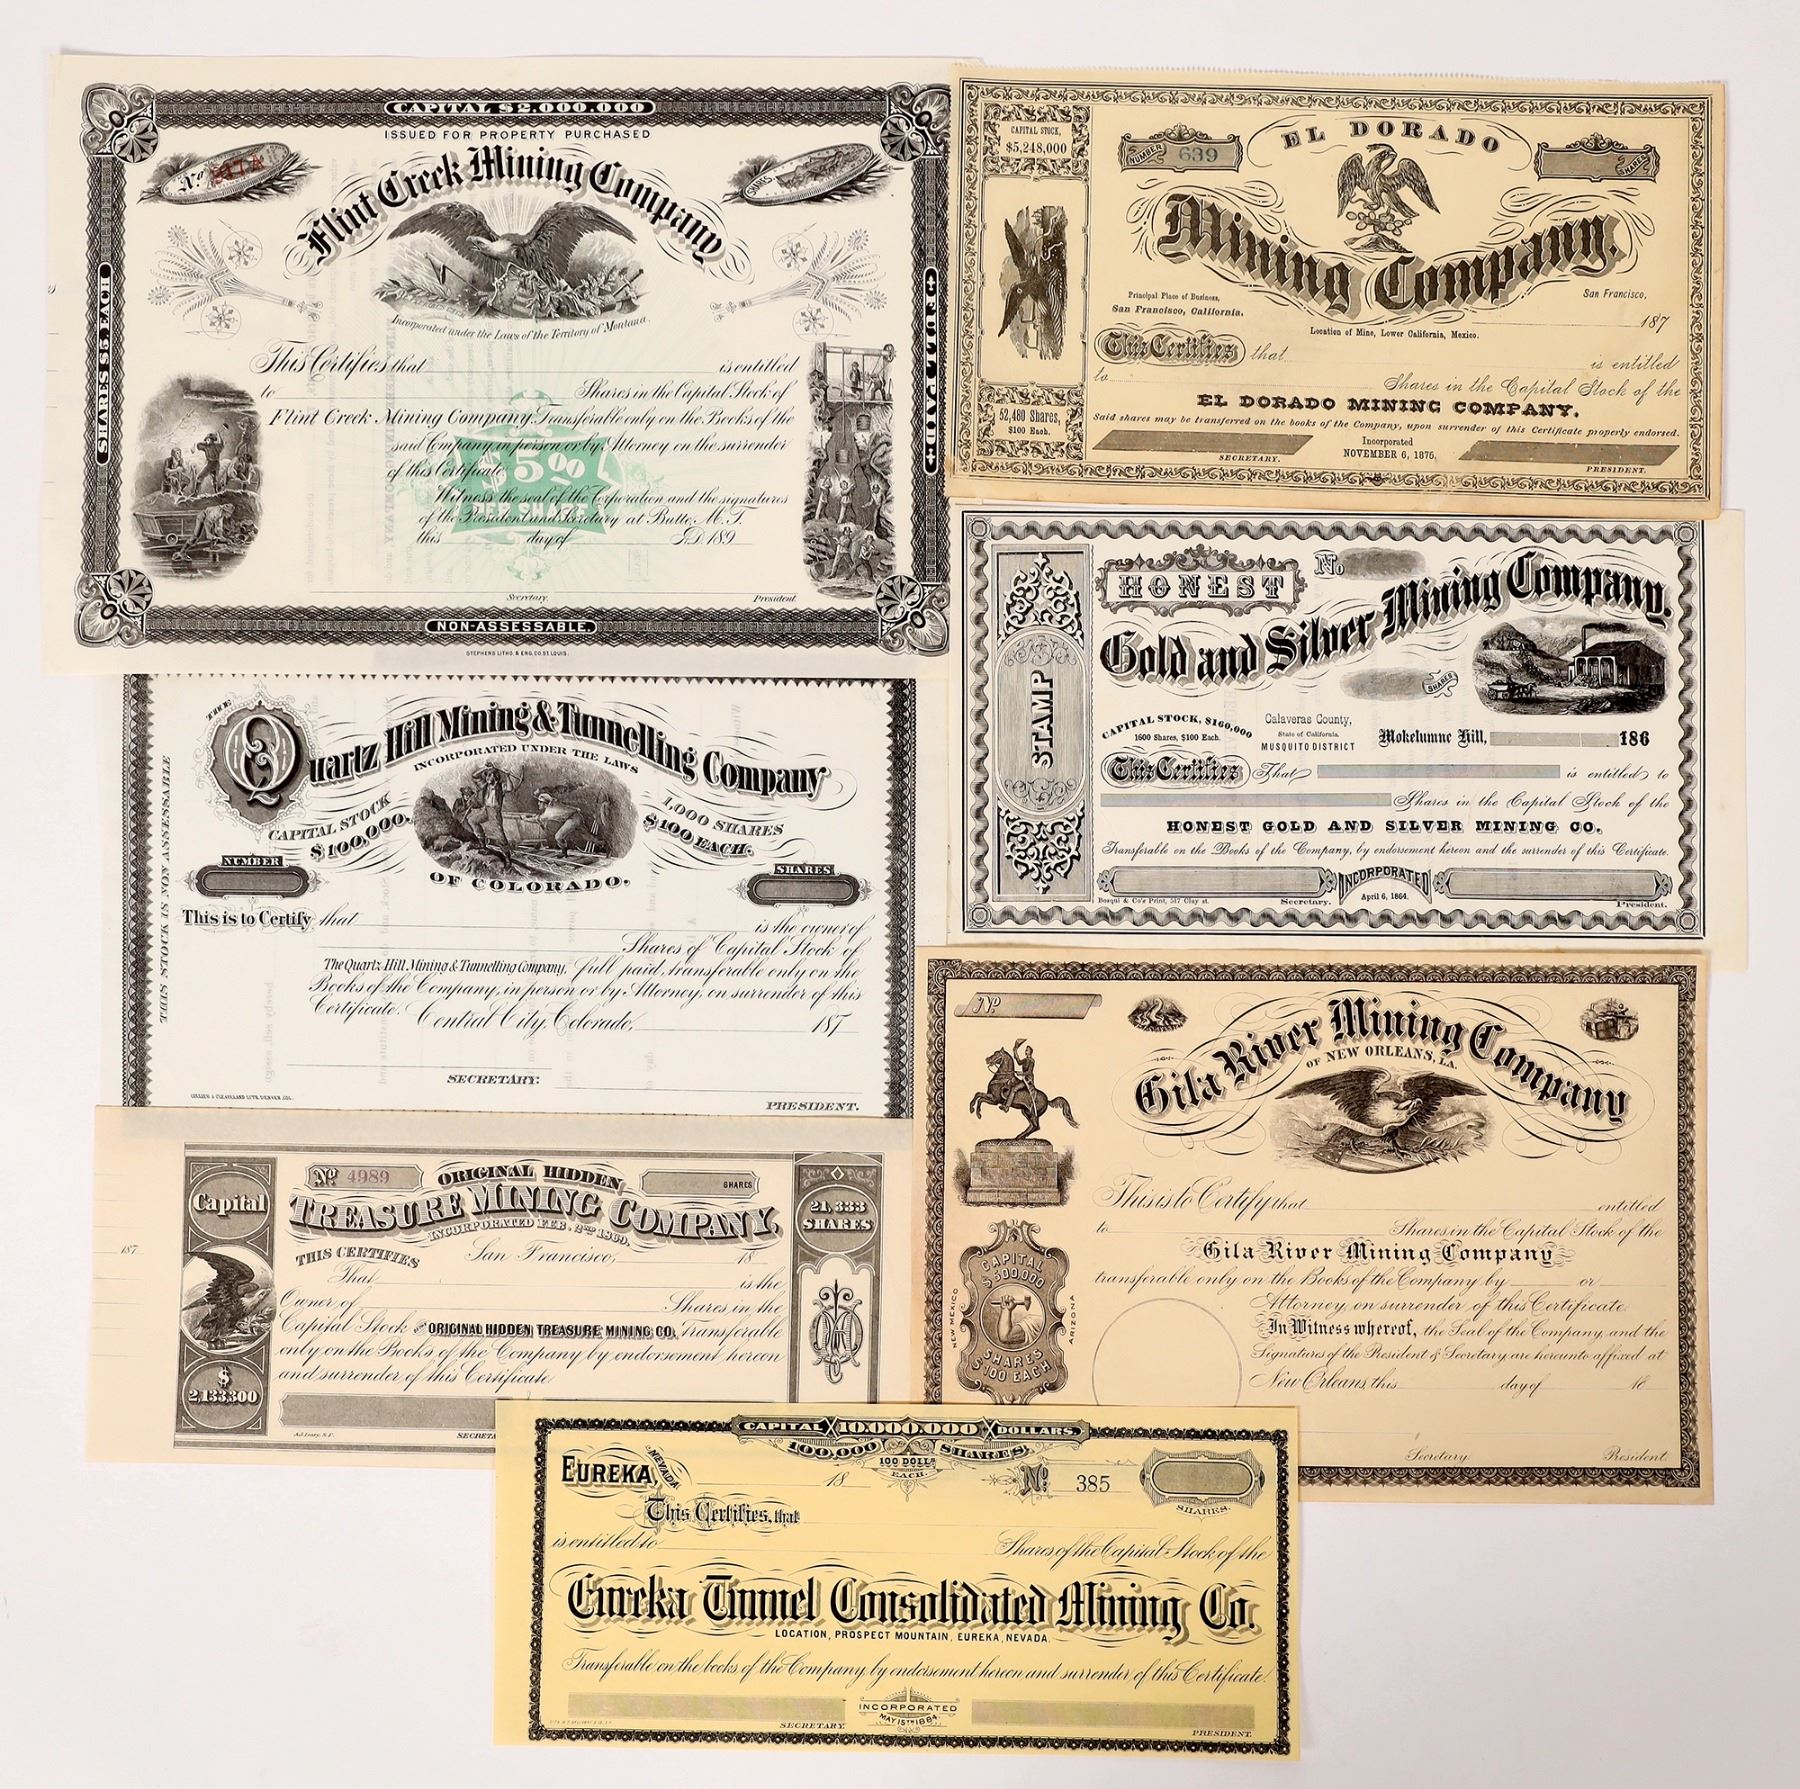 CAPITAL $2,000,000
ISSUED FOR PROPERTY PURCHASED
No
SHARES
Flint Creek Mining Company
Incorporated under the Laws of the Territory of Montana.
SHARES $5 EACH
FULL PAID
This Certifies that is entitled
to Shares in the Capital Stock of
Flint Creek Mining Company, Transferable only on the Books of the
said Company in person or by Attorney on the surrender
of this Certificate.
$5.00
PER SHARE
Witness the seal of the Corporation and the signatures
of the President and Secretary at Butte, M.T.
this day of A.D. 189
Secretary. President.
NON-ASSESSABLE.
STEPHENS LITHO. & ENG. CO. ST. LOUIS.
CAPITAL STOCK,
$5,248,000
NUMBER 639
EL DORADO
SHARES
Mining Company.
Principal Place of Business,
San Francisco, California.
San Francisco, 187
Location of Mine, Lower California, Mexico.
This Certifies that is entitled
to Shares in the Capital Stock of the
EL DORADO MINING COMPANY.
52,480 Shares,
$100 Each.
Said shares may be transferred on the books of the Company, upon surrender of this Certificate properly endorsed.
Incorporated
NOVEMBER 6, 1875,
SECRETARY. PRESIDENT.
HONEST
No
Gold and Silver Mining Company.
STAMP
SHARES
CAPITAL STOCK, $160,000
1600 Shares, $100 Each.
Calaveras County,
State of California.
MUSQUITO DISTRICT
Mokelumne Hill, 186
This Certifies That is entitled to
Shares in the Capital Stock of the
HONEST GOLD AND SILVER MINING CO.
Transferable on the Books of the Company, by endorsement hereon and the surrender of this Certificate.
INCORPORATED
April 6, 1864.
Bosqui & Co's Print, 517 Clay st. Secretary. President.
THE
Quartz Hill Mining & Tunnelling Company
INCORPORATED UNDER THE LAWS
CAPITAL STOCK
$100,000.
1,000 SHARES
$100 EACH.
OF COLORADO.
NUMBER
SHARES
THE STOCK IS NON ASSESSABLE
This is to Certify that is the owner of
Shares of Capital Stock of
The Quartz Hill Mining & Tunnelling Company, full paid, transferable only on the
Books of the Company, in person or by Attorney, on surrender of this
Certificate. Central City, Colorado, 187
SECRETARY.
PRESIDENT.
COLLIER & CLEAVELAND LITH. DENVER, COL.
No
Gila River Mining Company
OF NEW ORLEANS, LA.
This is to Certify that entitled
to Shares in the Capital Stock of the
Gila River Mining Company
transferable only on the Books of the Company by or
Attorney, on surrender of this Certificate.
In Witness whereof, the Seal of the Company and the
Signatures of the President & Secretary are hereunto affixed at
New Orleans, this day of 18
CAPITAL
$500,000
NEW MEXICO
ARIZONA
SHARES
$100 EACH
Secretary. President.
187
Capital
No 4989
ORIGINAL HIDDEN
SHARES
TREASURE MINING COMPANY.
INCORPORATED FEB. 2nd 1869.
21,333
SHARES
THIS CERTIFIES San Francisco, 18
That is the
Owner of Shares in the
Capital Stock OF THE ORIGINAL HIDDEN TREASURE MINING CO. Transferable
only on the Books of the Company by endorsement hereon
and surrender of this Certificate
$
2,133,300
SECRETA
CAPITAL 10,000,000 DOLLARS.
100,000 SHARES,
100 DOLLS
EACH.
EUREKA, NEVADA 18
No 385
SHARES.
This Certifies, that
is entitled to Shares of the Capital Stock, of the
Eureka Tunnel Consolidated Mining Co.
LOCATION, PROSPECT MOUNTAIN, EUREKA, NEVADA.
Transferable on the books of the Company, by endorsement hereon and surrender of this Certificate.
INCORPORATED
MAY 15TH 1884.
SECRETARY. PRESIDENT.